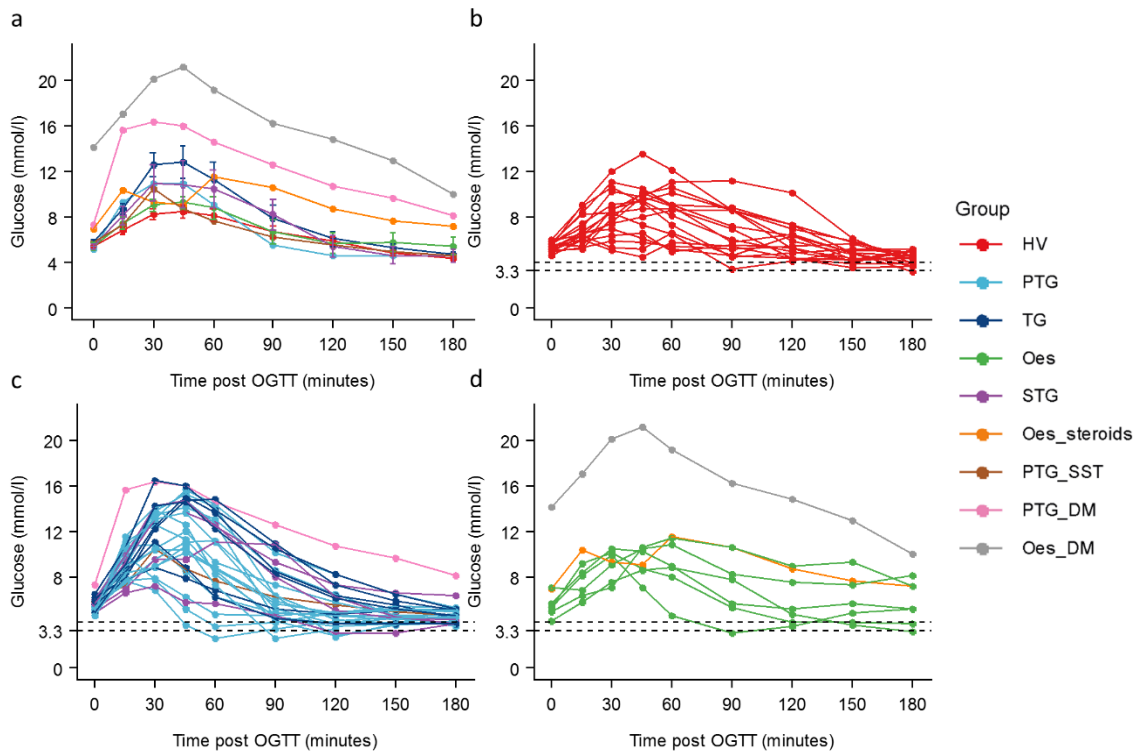 a
Glucose (mmol/l)
20
16
12
8
4
0
0 30 60 90 120 150 180
Time post OGTT (minutes)
b
Glucose (mmol/l)
20
16
12
8
3.3
0
0 30 60 90 120 150 180
Time post OGTT (minutes)
c
Glucose (mmol/l)
20
16
12
8
3.3
0
0 30 60 90 120 150 180
Time post OGTT (minutes)
d
Glucose (mmol/l)
20
16
12
8
3.3
0
0 30 60 90 120 150 180
Time post OGTT (minutes)
Group
HV
PTG
TG
Oes
STG
Oes_steroids
PTG_SST
PTG_DM
Oes_DM